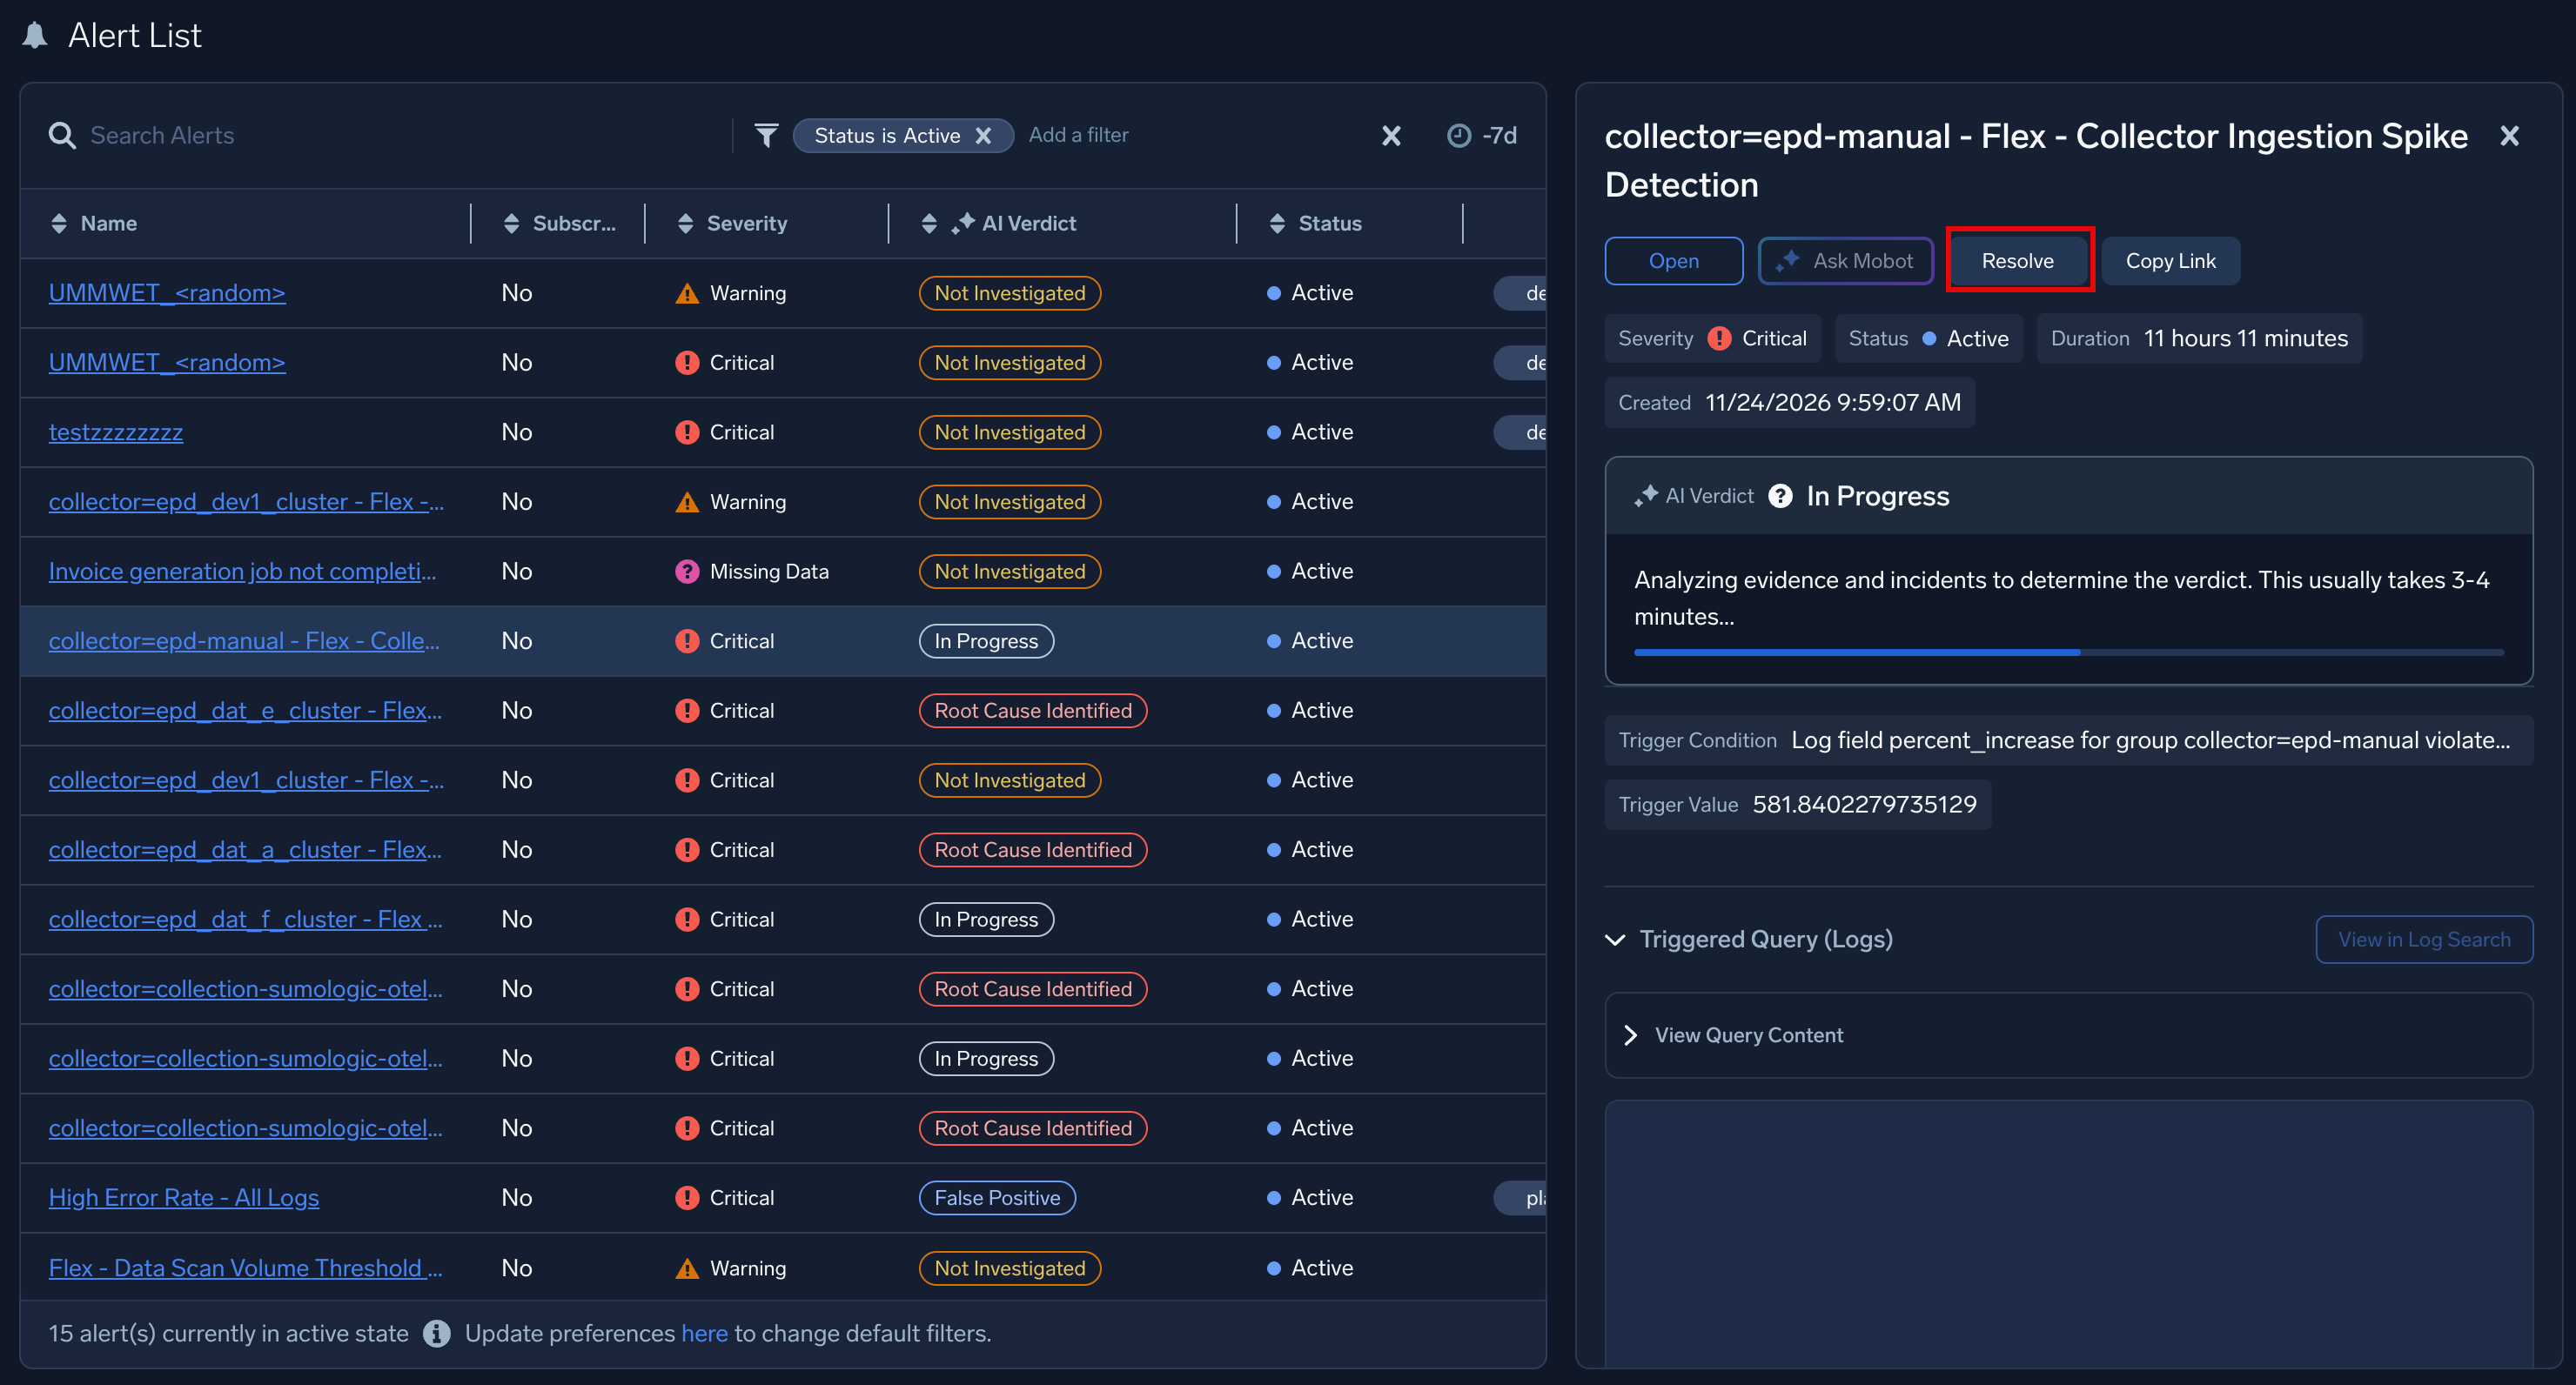 Alert List
Search Alerts
Status is Active
Add a filter
-7d
Name Subscr... Severity AI Verdict Status
UMMWET_<random> No Warning Not Investigated Active de
UMMWET_<random> No Critical Not Investigated Active de
testzzzzzzzz No Critical Not Investigated Active de
collector=epd_dev1_cluster - Flex -... No Warning Not Investigated Active
Invoice generation job not completi... No Missing Data Not Investigated Active
collector=epd-manual - Flex - Colle... No Critical In Progress Active
collector=epd_dat_e_cluster - Flex... No Critical Root Cause Identified Active
collector=epd_dev1_cluster - Flex -... No Critical Not Investigated Active
collector=epd_dat_a_cluster - Flex... No Critical Root Cause Identified Active
collector=epd_dat_f_cluster - Flex ... No Critical In Progress Active
collector=collection-sumologic-otel... No Critical Root Cause Identified Active
collector=collection-sumologic-otel... No Critical In Progress Active
collector=collection-sumologic-otel... No Critical Root Cause Identified Active
High Error Rate - All Logs No Critical False Positive Active pl
Flex - Data Scan Volume Threshold ... No Warning Not Investigated Active
15 alert(s) currently in active state Update preferences here to change default filters.
collector=epd-manual - Flex - Collector Ingestion Spike
Detection
Open Ask Mobot Resolve Copy Link
Severity Critical Status Active Duration 11 hours 11 minutes
Created 11/24/2026 9:59:07 AM
AI Verdict In Progress
Analyzing evidence and incidents to determine the verdict. This usually takes 3-4
minutes...
Trigger Condition Log field percent_increase for group collector=epd-manual violate...
Trigger Value 581.8402279735129
Triggered Query (Logs) View in Log Search
View Query Content